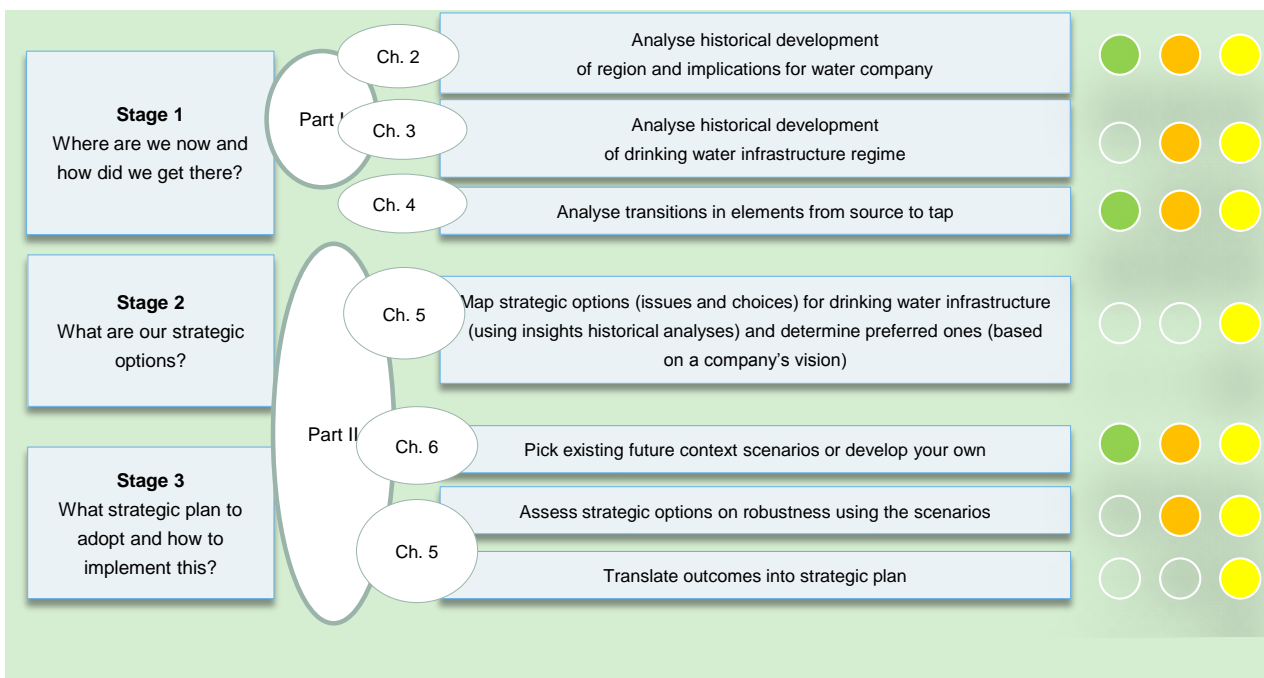 Stage 1
Where are we now and
how did we get there?
Part I
Ch. 2
Analyse historical development
of region and implications for water company
Ch. 3
Analyse historical development
of drinking water infrastructure regime
Ch. 4
Analyse transitions in elements from source to tap
Stage 2
What are our strategic
options?
Part II
Ch. 5
Map strategic options (issues and choices) for drinking water infrastructure
(using insights historical analyses) and determine preferred ones (based
on a company’s vision)
Stage 3
What strategic plan to
adopt and how to
implement this?
Ch. 6
Pick existing future context scenarios or develop your own
Ch. 5
Assess strategic options on robustness using the scenarios
Translate outcomes into strategic plan